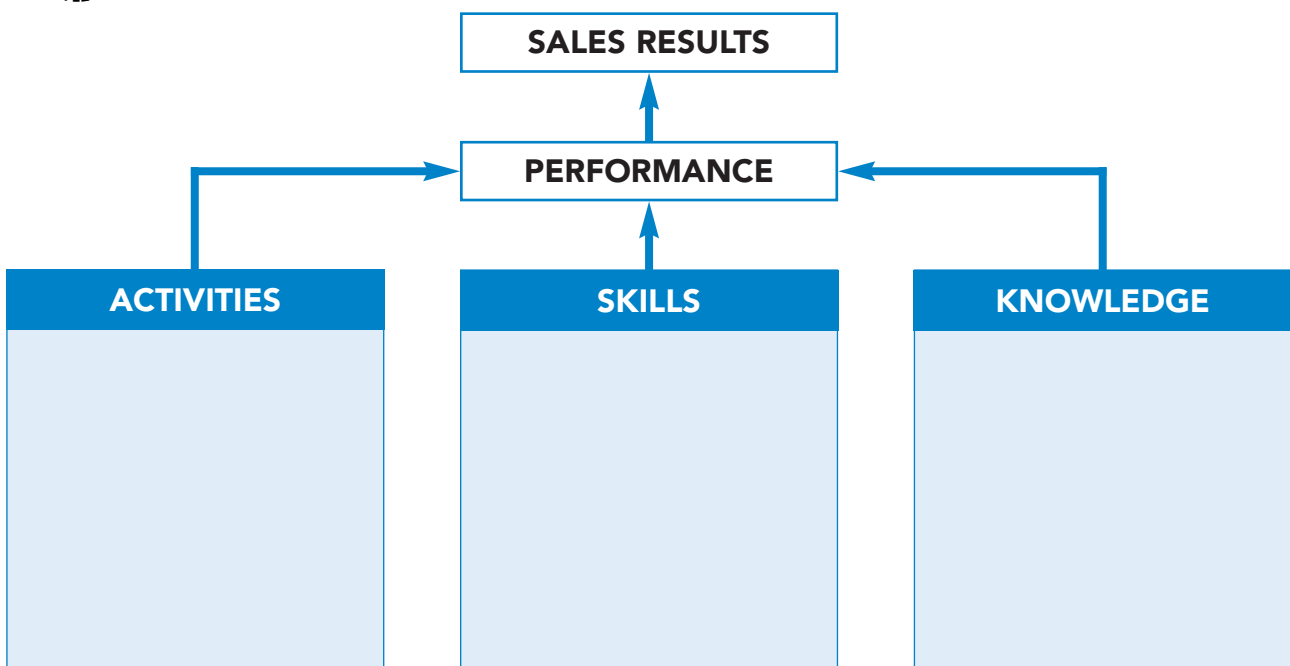 SALES RESULTS
PERFORMANCE
ACTIVITIES
SKILLS
KNOWLEDGE